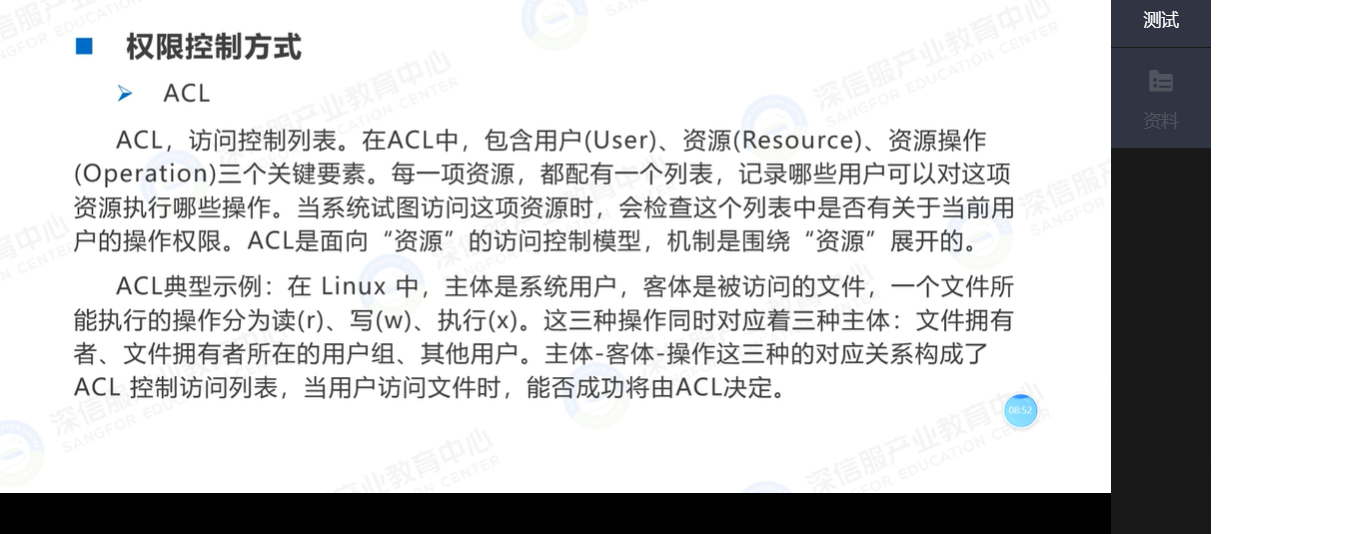 权限控制方式
ACL
ACL，访问控制列表。在ACL中，包含用户(User)、资源(Resource)、资源操作
(Operation)三个关键要素。每一项资源，都配有一个列表，记录哪些用户可以对这项
资源执行哪些操作。当系统试图访问这项资源时，会检查这个列表中是否有关于当前用
户的操作权限。ACL是面向“资源”的访问控制模型，机制是围绕“资源”展开的。
ACL典型示例：在 Linux 中，主体是系统用户，客体是被访问的文件，一个文件所
能执行的操作分为读(r)、写(w)、执行(x)。这三种操作同时对应着三种主体：文件拥有
者、文件拥有者所在的用户组、其他用户。主体-客体-操作这三种的对应关系构成了
ACL 控制访问列表，当用户访问文件时，能否成功将由ACL决定。
08:52
测试
资料
深信服产业教育中心
SANGFOR EDUCATION CENTER